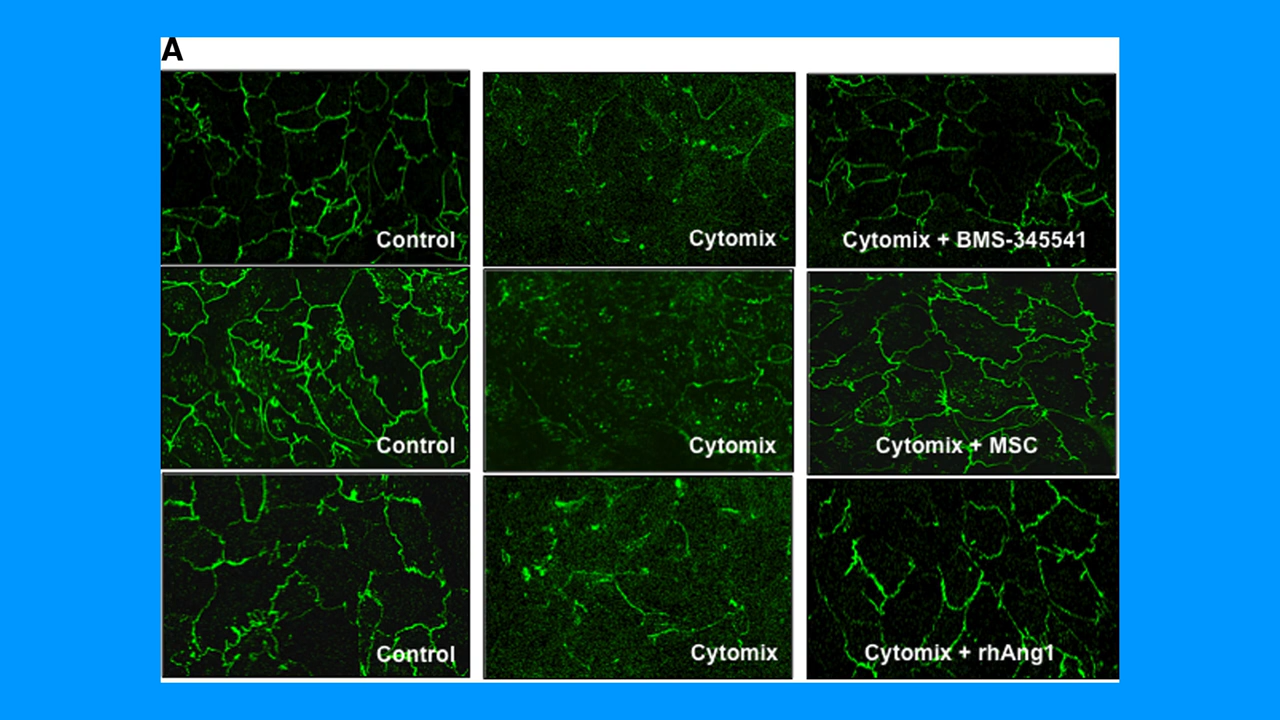 A
Control
Cytomix
Cytomix + BMS-345541
Control
Cytomix
Cytomix + MSC
Control
Cytomix
Cytomix + rhAng1